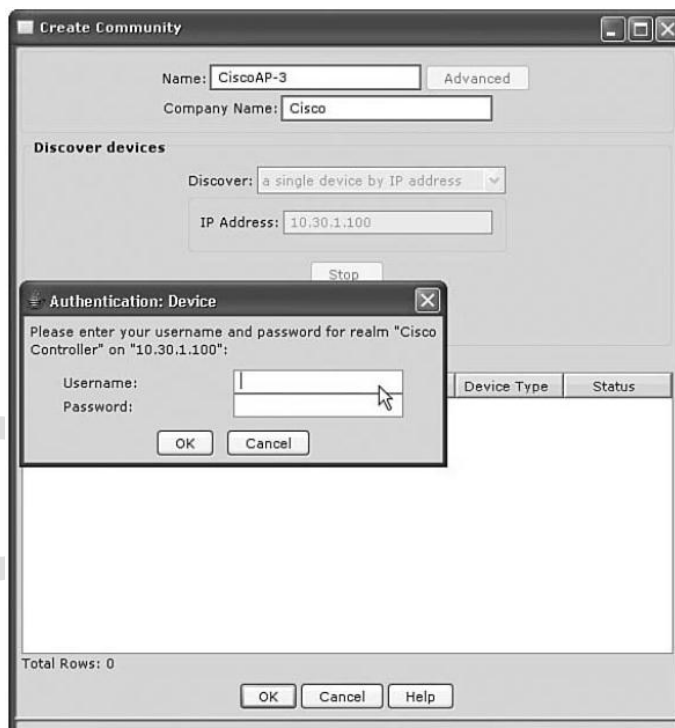 Create Community
Name: CiscoAP-3 Advanced
Company Name: Cisco
Discover devices
Discover: a single device by IP address
IP Address: 10.30.1.100
Stop
Authentication: Device
Please enter your username and password for realm "Cisco
Controller" on "10.30.1.100":
Username:
Password:
OK Cancel
Device Type Status
Total Rows: 0
OK Cancel Help